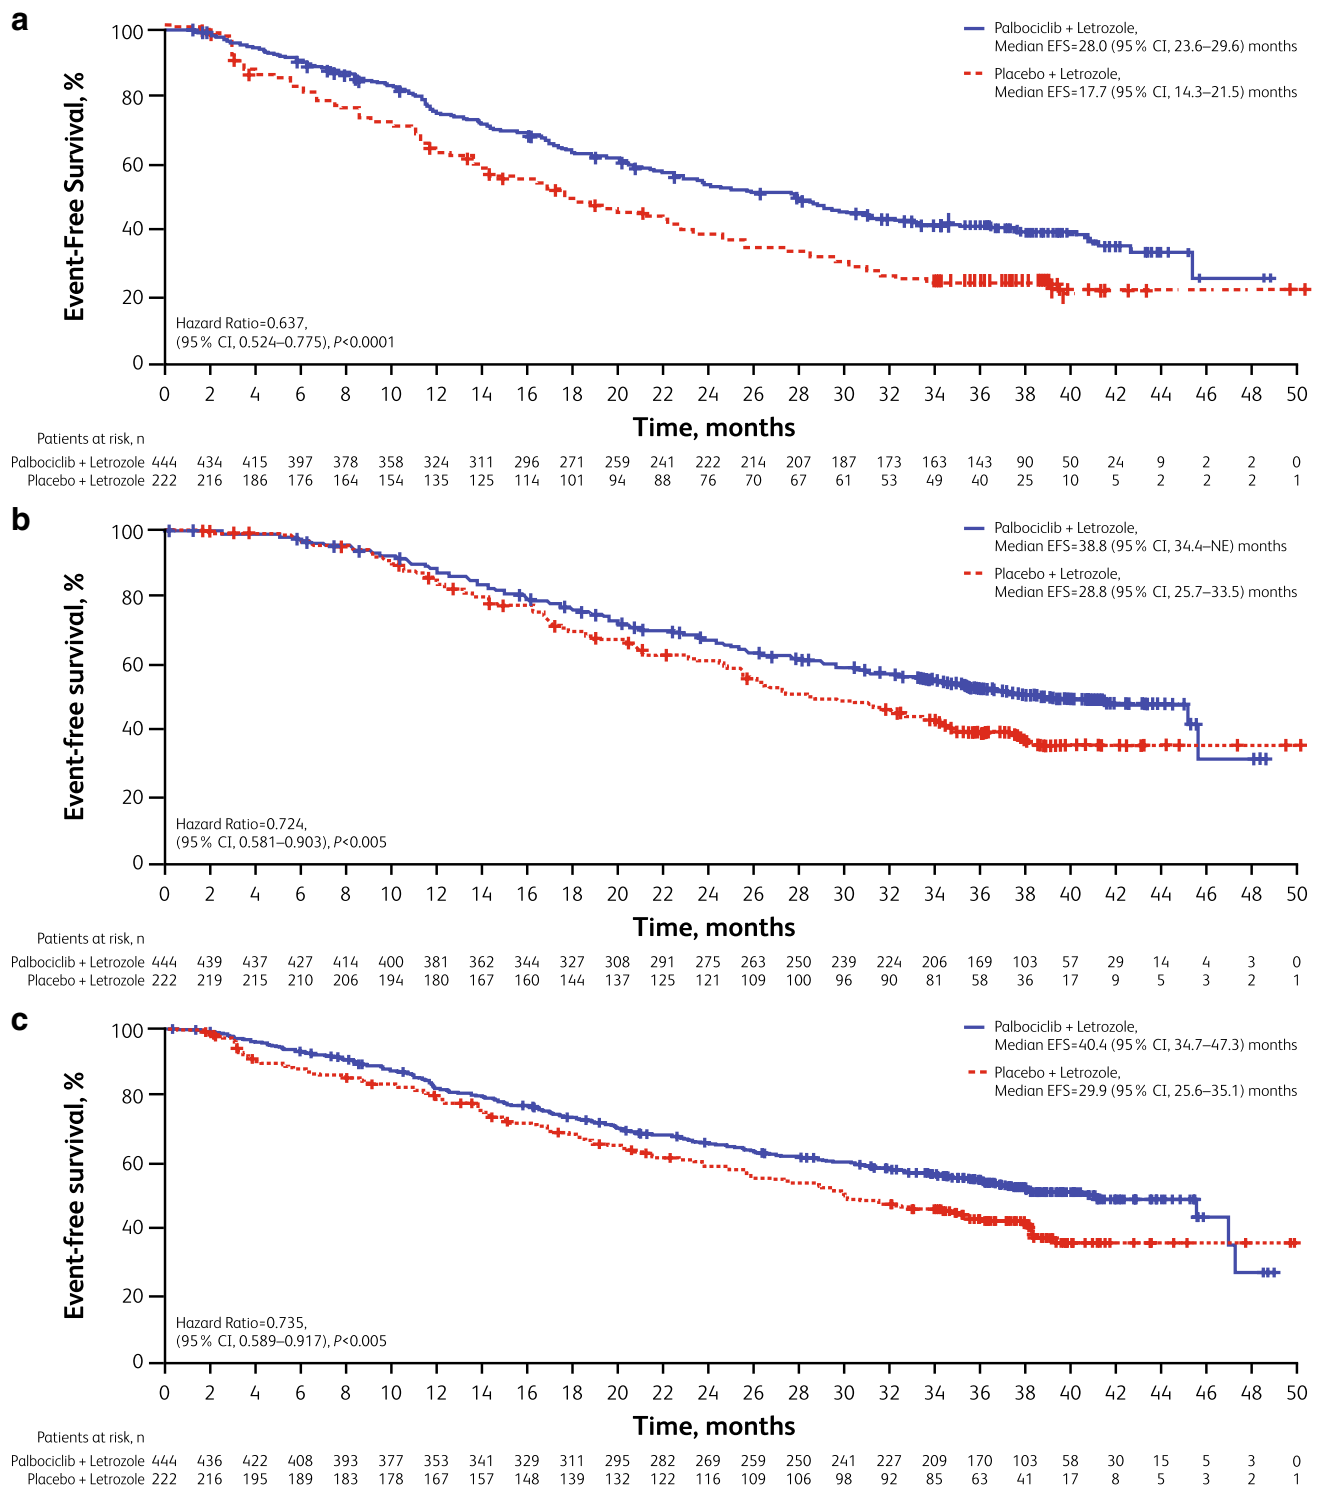 a
Event-Free Survival, %
100
80
60
40
20
0
Palbociclib + Letrozole,
Median EFS=28.0 (95% CI, 23.6–29.6) months
Placebo + Letrozole,
Median EFS=17.7 (95% CI, 14.3–21.5) months
Hazard Ratio=0.637,
(95% CI, 0.524–0.775), P<0.0001
0 2 4 6 8 10 12 14 16 18 20 22 24 26 28 30 32 34 36 38 40 42 44 46 48 50
Time, months
Patients at risk, n
Palbociclib + Letrozole 444 434 415 397 378 358 324 311 296 271 259 241 222 214 207 187 173 163 143 90 50 24 9 2 2 0
Placebo + Letrozole 222 216 186 176 164 154 135 125 114 101 94 88 76 70 67 61 53 49 40 25 10 5 2 2 2 1
b
Event-free survival, %
100
80
60
40
20
0
Palbociclib + Letrozole,
Median EFS=38.8 (95% CI, 34.4–NE) months
Placebo + Letrozole,
Median EFS=28.8 (95% CI, 25.7–33.5) months
Hazard Ratio=0.724,
(95% CI, 0.581–0.903), P<0.005
0 2 4 6 8 10 12 14 16 18 20 22 24 26 28 30 32 34 36 38 40 42 44 46 48 50
Time, months
Patients at risk, n
Palbociclib + Letrozole 444 439 437 427 414 400 381 362 344 327 308 291 275 263 250 239 224 206 169 103 57 29 14 4 3 0
Placebo + Letrozole 222 219 215 210 206 194 180 167 160 144 137 125 121 109 100 96 90 81 58 36 17 9 5 3 2 1
c
Event-free survival, %
100
80
60
40
20
0
Palbociclib + Letrozole,
Median EFS=40.4 (95% CI, 34.7–47.3) months
Placebo + Letrozole,
Median EFS=29.9 (95% CI, 25.6–35.1) months
Hazard Ratio=0.735,
(95% CI, 0.589–0.917), P<0.005
0 2 4 6 8 10 12 14 16 18 20 22 24 26 28 30 32 34 36 38 40 42 44 46 48 50
Time, months
Patients at risk, n
Palbociclib + Letrozole 444 436 422 408 393 377 353 341 329 311 295 282 269 259 250 241 227 209 170 103 58 30 15 5 3 0
Placebo + Letrozole 222 216 195 189 183 178 167 157 148 139 132 122 116 109 106 98 92 85 63 41 17 8 5 3 2 1